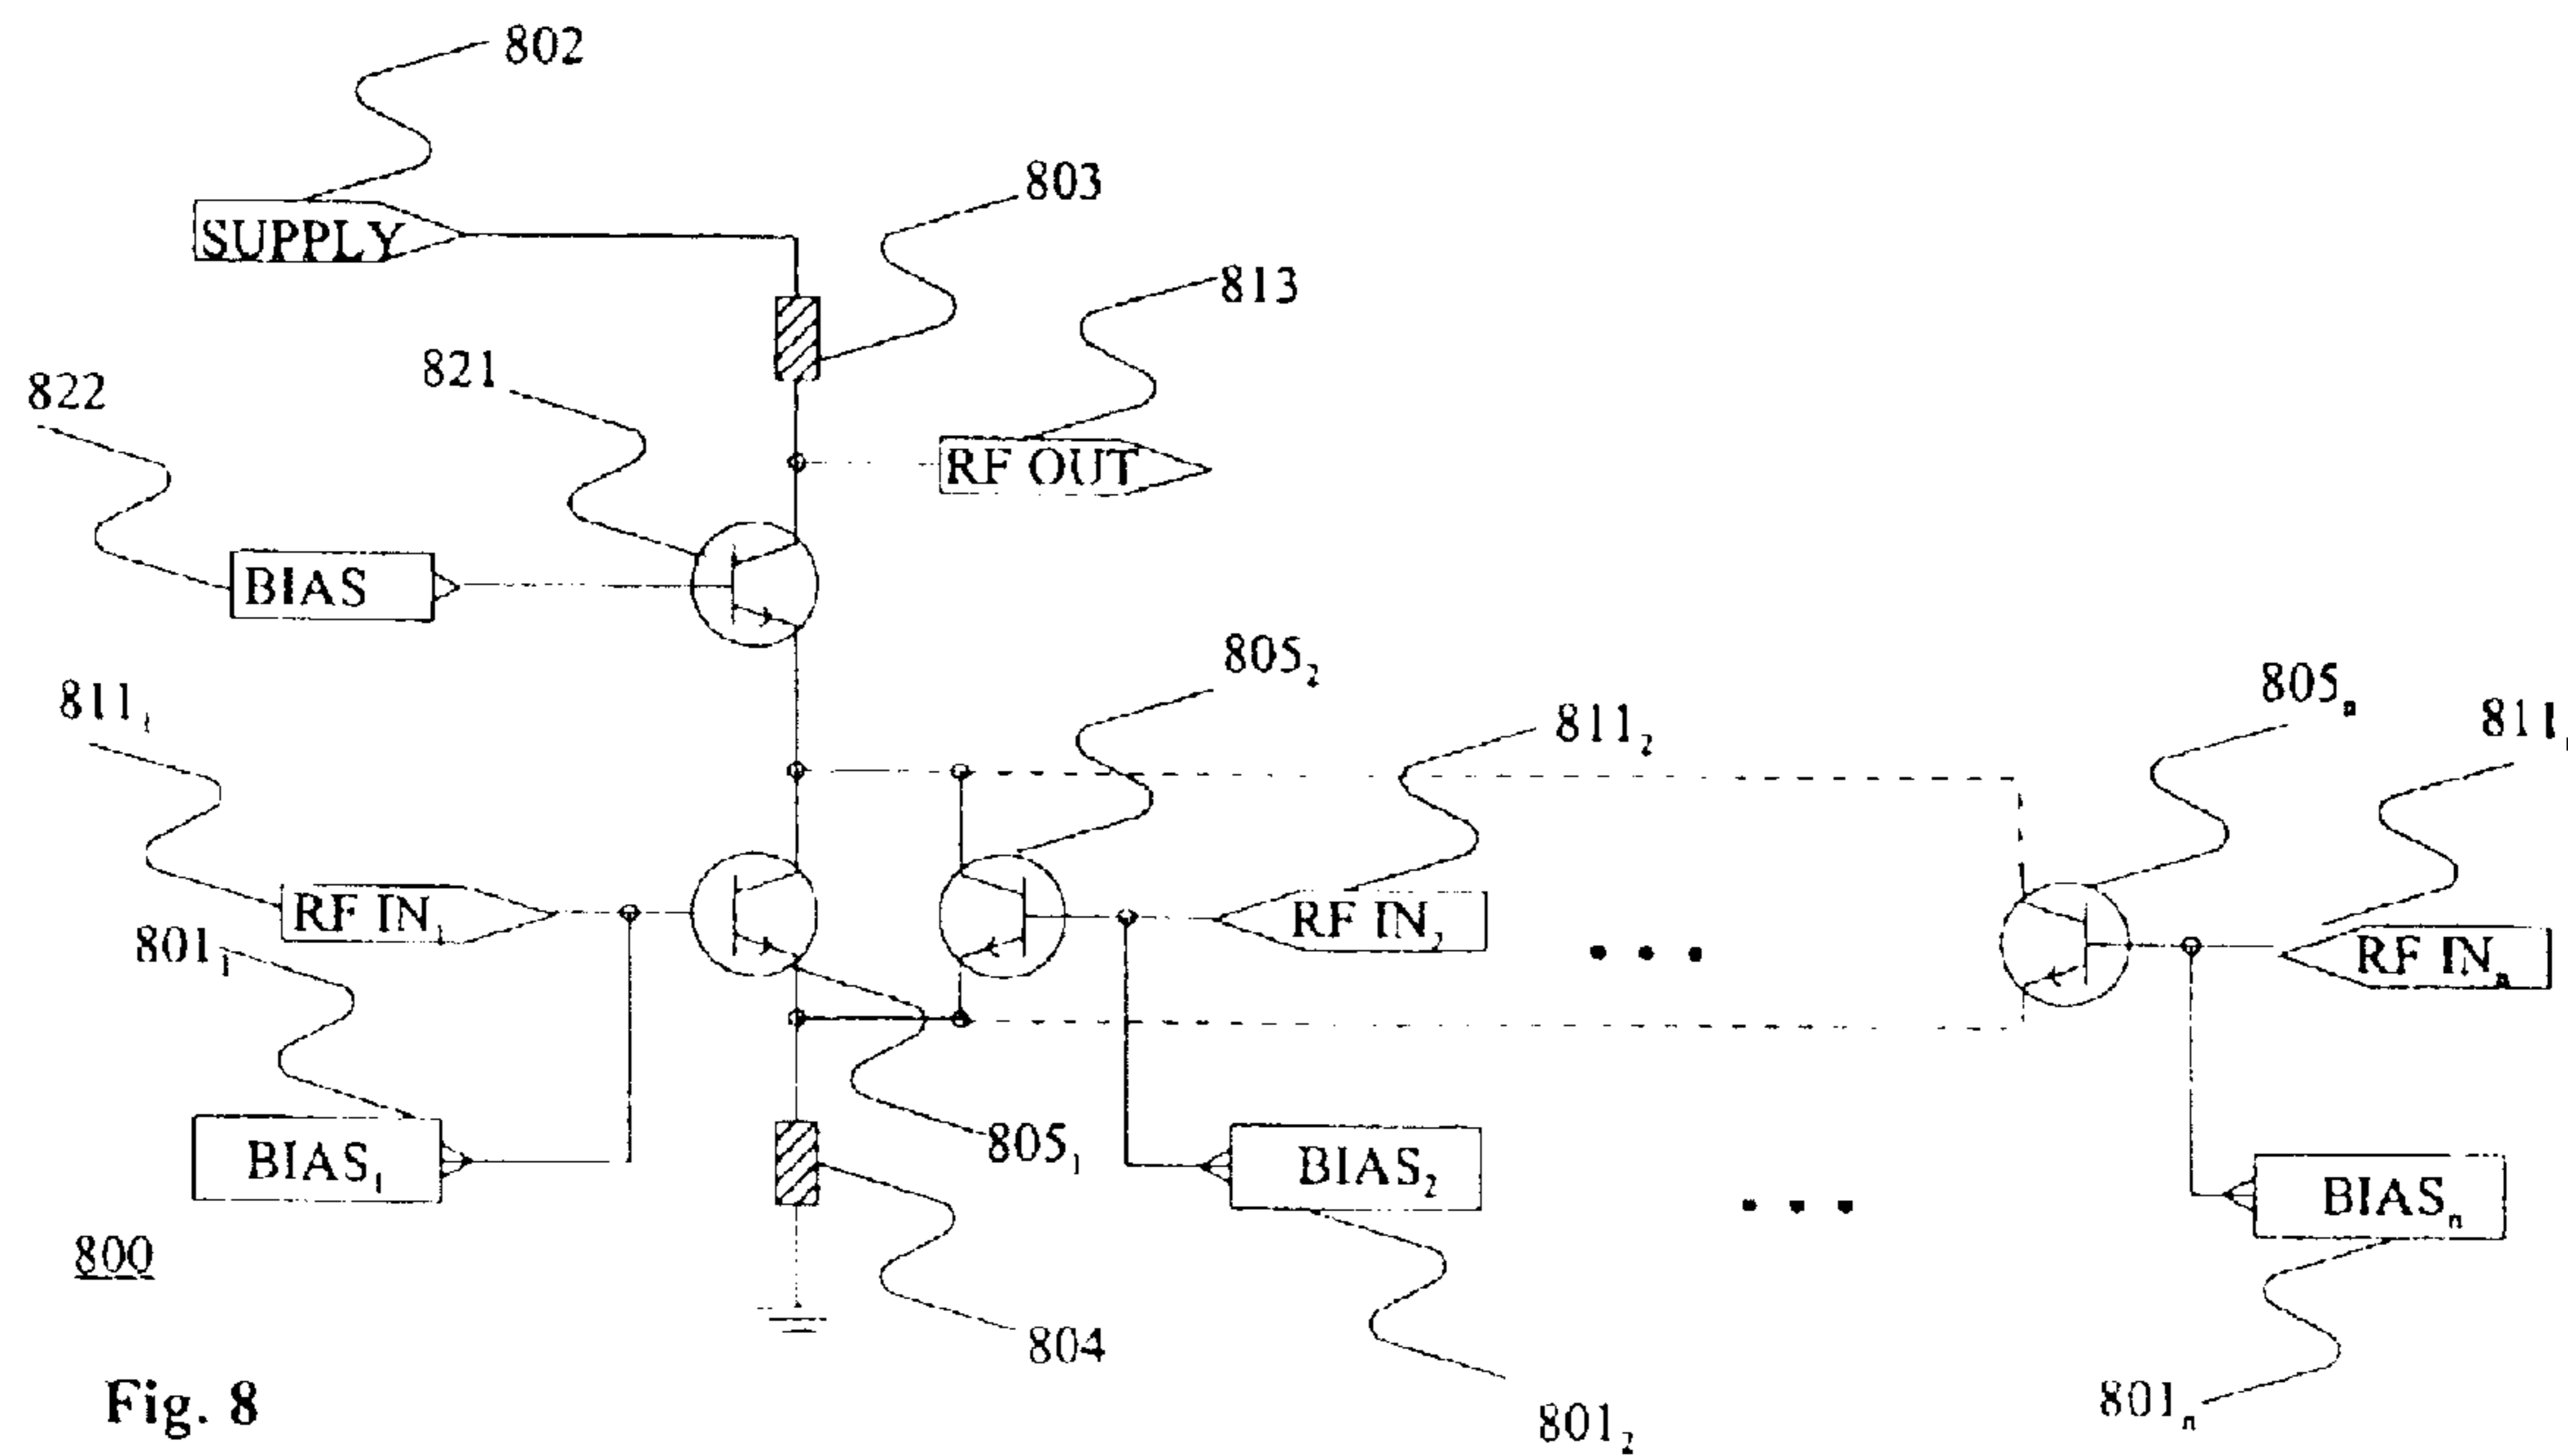 802
803
SUPPLY
813
821
822
RF OUT
BIAS
805₂
805ₙ
811₁
811₂
811ₙ
RF IN₁
RF IN₂
RF INₙ
801₁
805₁
BIAS₁
BIAS₂
BIASₙ
800
804
801₂
801ₙ
Fig. 8